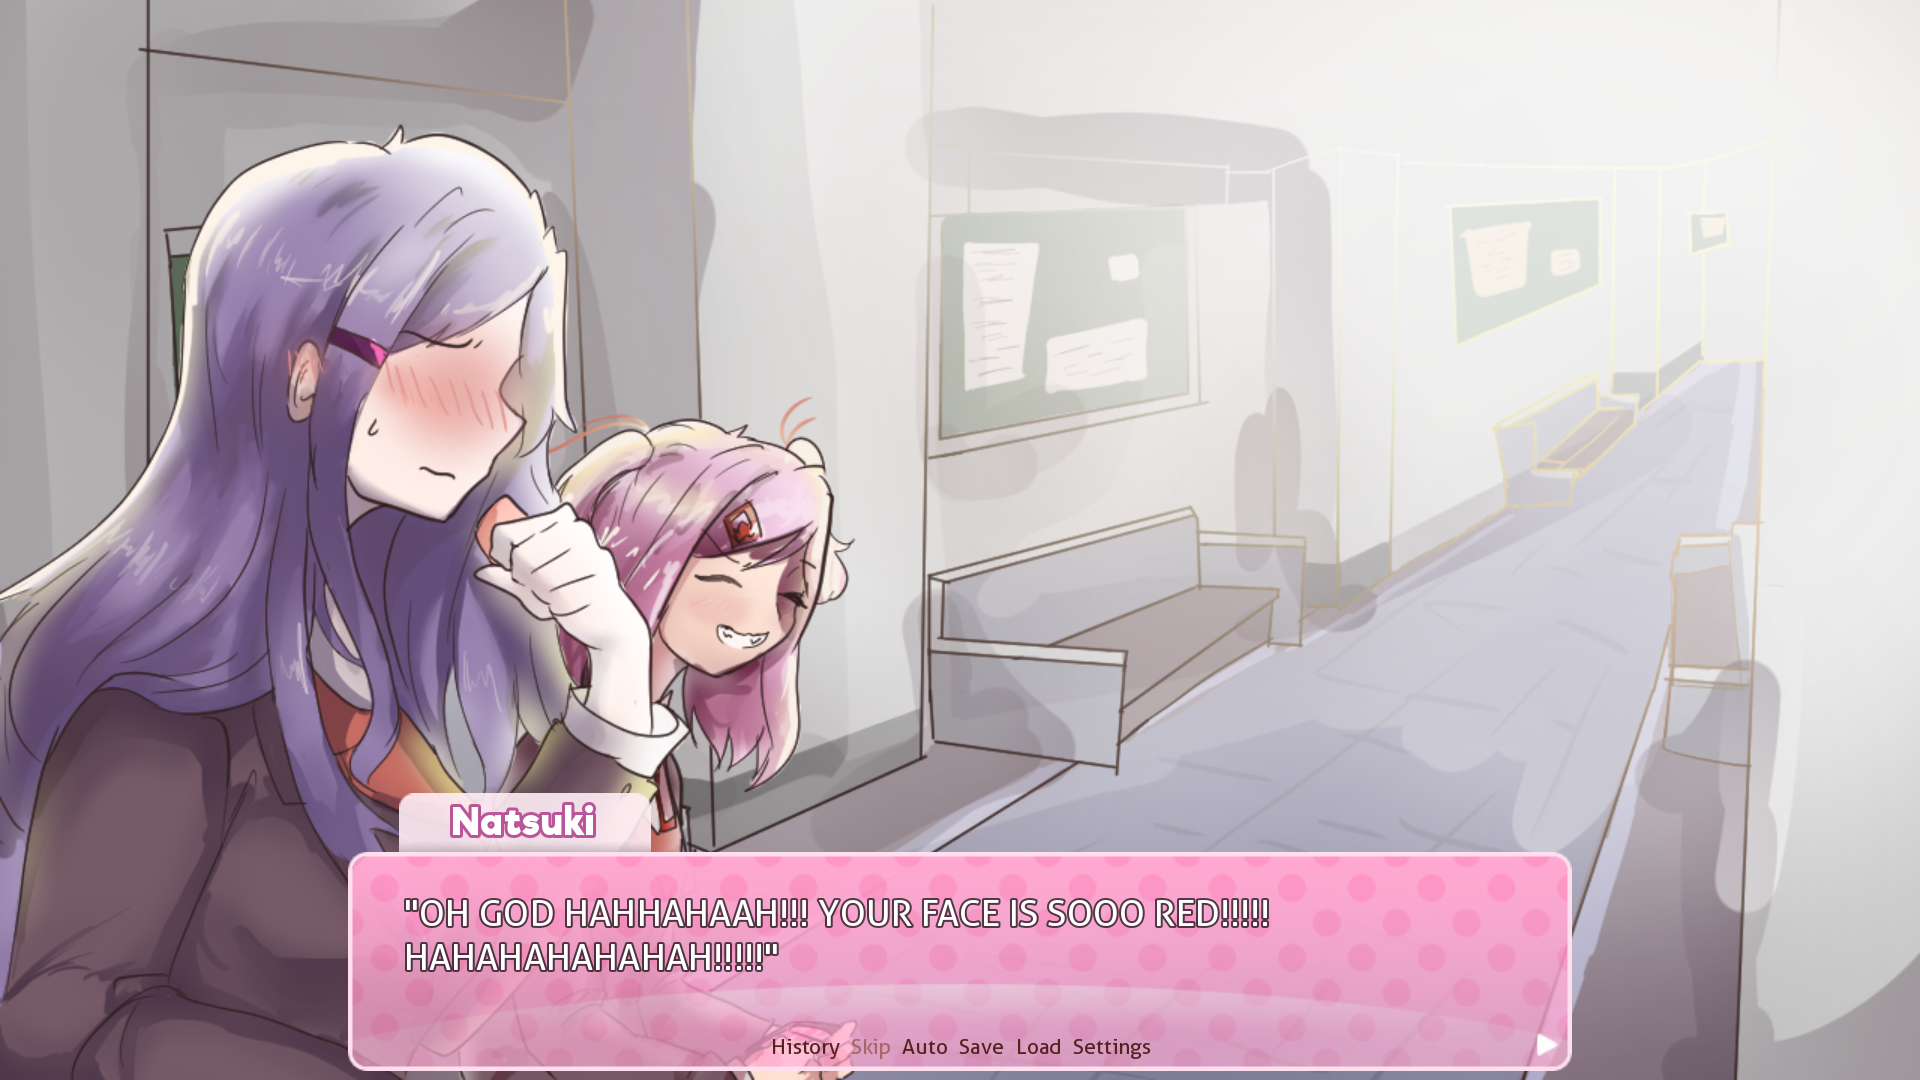 Natsuki
"OH GOD HAHHAHAAH!!! YOUR FACE IS SOOO RED!!!!!
HAHAHAHAHAHAH!!!!!"
History Skip Auto Save Load Settings